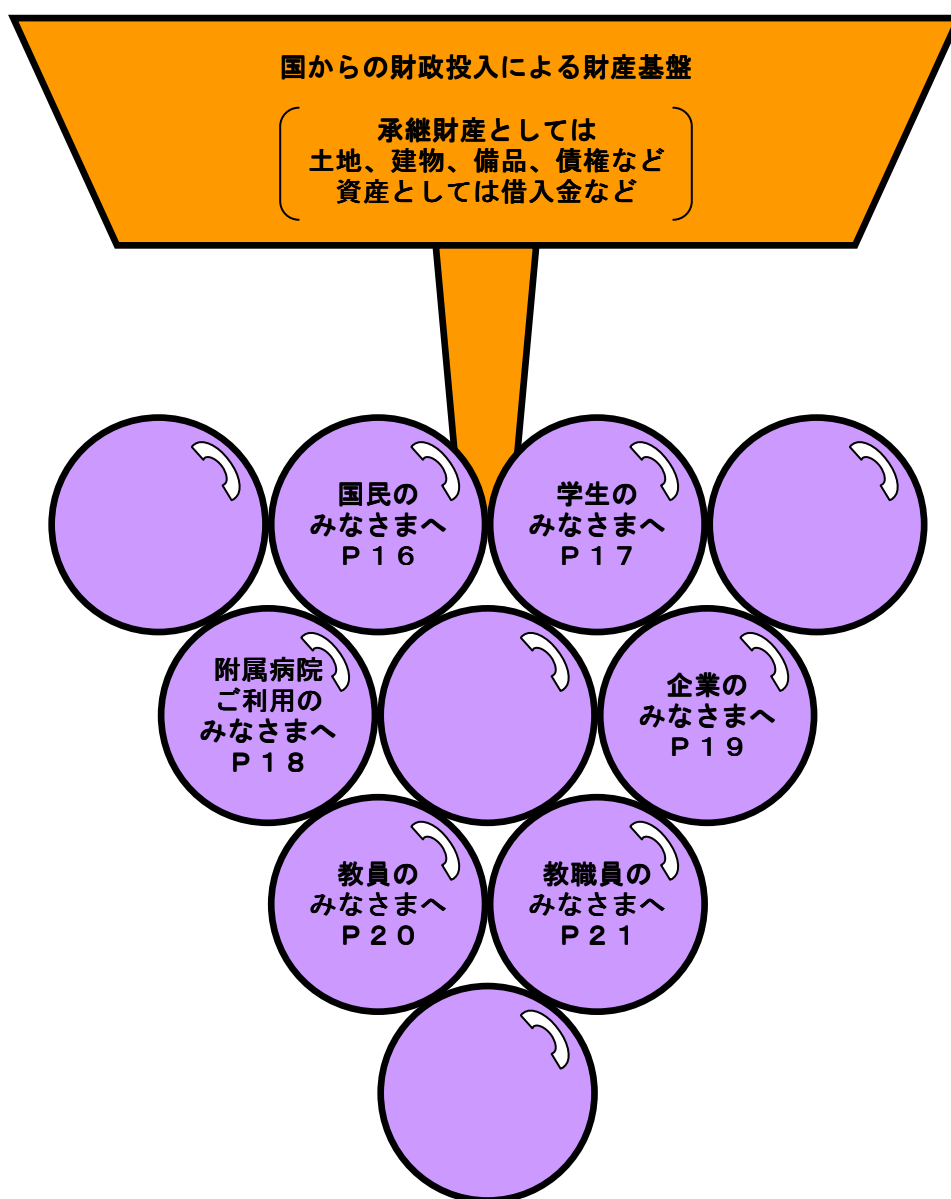 国からの財政投入による財産基盤
承継財産としては
土地、建物、備品、債権など
資産としては借入金など
国民の
みなさまへ
Ｐ１６
学生の
みなさまへ
Ｐ１７
附属病院
ご利用の
みなさまへ
Ｐ１８
企業の
みなさまへ
Ｐ１９
教員の
みなさまへ
Ｐ２０
教職員の
みなさまへ
Ｐ２１